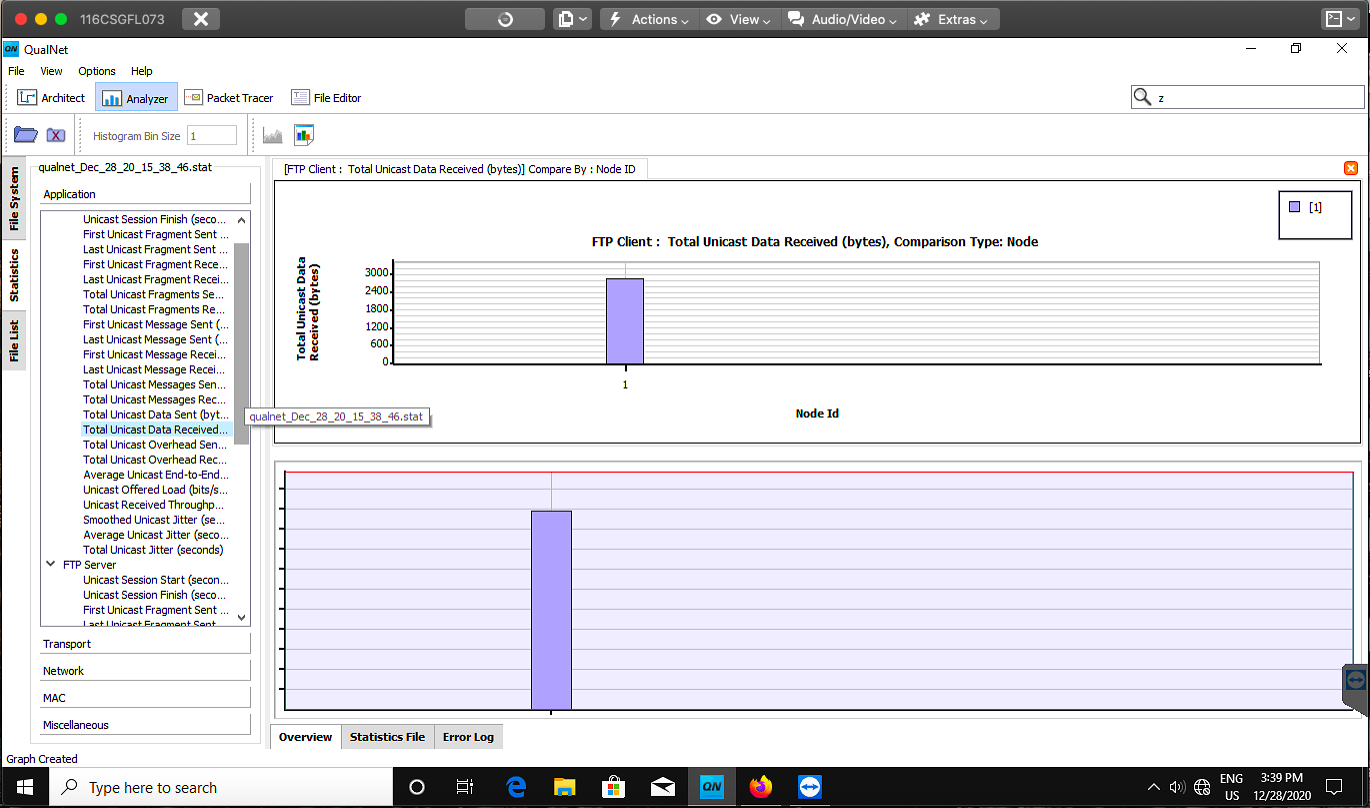 116CSGFL073
Actions
View
Audio/Video
Extras
QN QualNet
File View Options Help
Architect Analyzer Packet Tracer File Editor
z
Histogram Bin Size 1
qualnet_Dec_28_20_15_38_46.stat
File System
Statistics
File List
Application
Unicast Session Finish (seco...
First Unicast Fragment Sent ...
Last Unicast Fragment Sent ...
First Unicast Fragment Rece...
Last Unicast Fragment Recei...
Total Unicast Fragments Se...
Total Unicast Fragments Re...
First Unicast Message Sent (...
Last Unicast Message Sent (...
First Unicast Message Recei...
Last Unicast Message Recei...
Total Unicast Messages Sen...
Total Unicast Messages Rec...
Total Unicast Data Sent (byt...
Total Unicast Data Received...
Total Unicast Overhead Sen...
Total Unicast Overhead Rec...
Average Unicast End-to-End...
Unicast Offered Load (bits/s...
Unicast Received Throughp...
Smoothed Unicast Jitter (se...
Average Unicast Jitter (seco...
Total Unicast Jitter (seconds)
FTP Server
Unicast Session Start (secon...
Unicast Session Finish (seco...
First Unicast Fragment Sent ...
Last Unicast Fragment Sent
Transport
Network
MAC
Miscellaneous
qualnet_Dec_28_20_15_38_46.stat
[FTP Client : Total Unicast Data Received (bytes)] Compare By : Node ID
[1]
FTP Client : Total Unicast Data Received (bytes), Comparison Type: Node
Total Unicast Data
Received (bytes)
3000
2400
1800
1200
600
0
1
Node Id
Overview Statistics File Error Log
Graph Created
Type here to search
QN
ENG
US
3:39 PM
12/28/2020